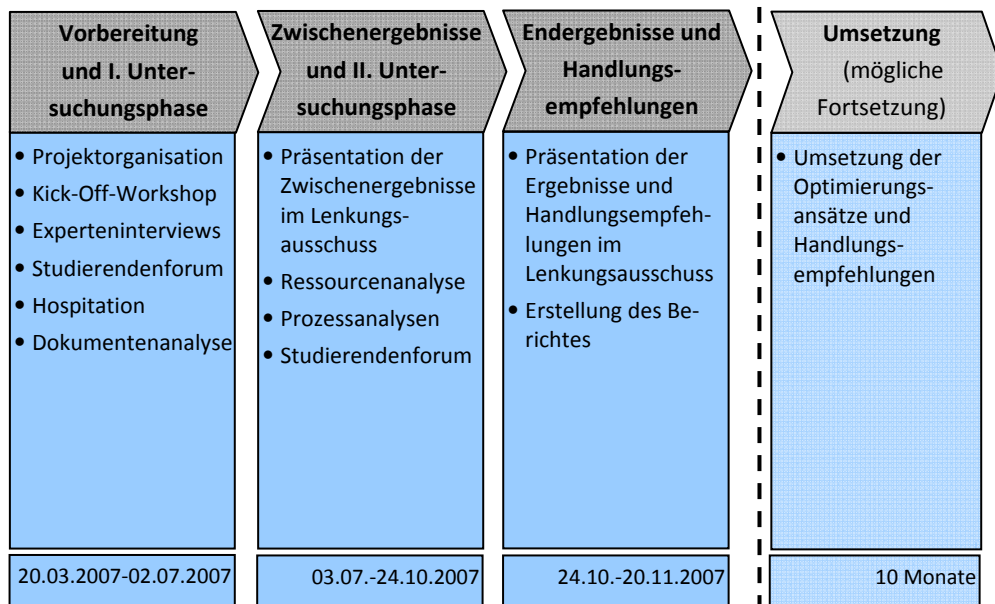 Vorbereitung
und I. Unter-
suchungsphase
• Projektorganisation
• Kick-Off-Workshop
• Experteninterviews
• Studierendenforum
• Hospitation
• Dokumentenanalyse
20.03.2007-02.07.2007
Zwischenergebnisse
und II. Unter-
suchungsphase
• Präsentation der
Zwischenergebnisse
im Lenkungs-
ausschuss
• Ressourcenanalyse
• Prozessanalysen
• Studierendenforum
03.07.-24.10.2007
Endergebnisse und
Handlungs-
empfehlungen
• Präsentation der
Ergebnisse und
Handlungsempfeh-
lungen im
Lenkungsausschuss
• Erstellung des Be-
richtes
24.10.-20.11.2007
Umsetzung
(mögliche
Fortsetzung)
• Umsetzung der
Optimierungs-
ansätze und
Handlungs-
empfehlungen
10 Monate